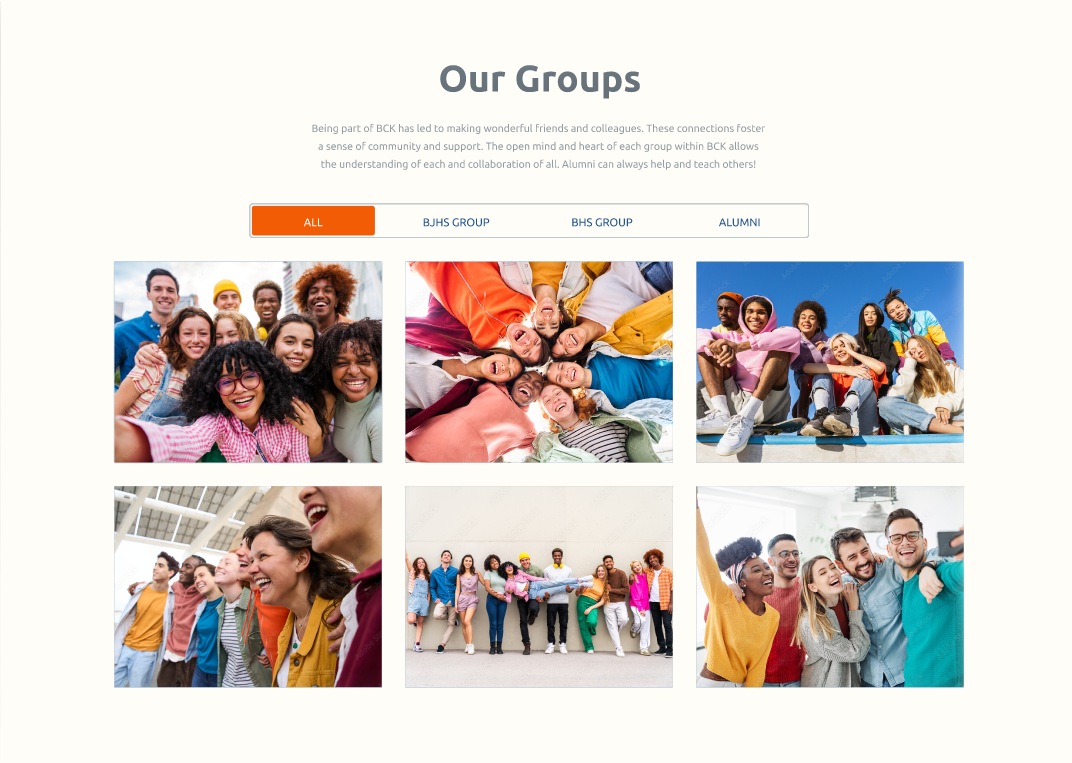 Our Groups
Being part of BCK has led to making wonderful friends and colleagues. These connections foster
a sense of community and support. The open mind and heart of each group within BCK allows
the understanding of each and collaboration of all. Alumni can always help and teach others!
ALL BJHS GROUP BHS GROUP ALUMNI